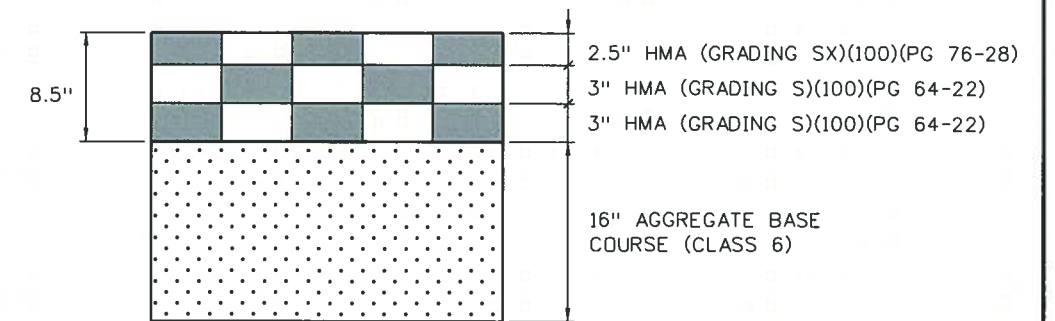 8.5"
2.5" HMA (GRADING SX)(100)(PG 76-28)
3" HMA (GRADING S)(100)(PG 64-22)
3" HMA (GRADING S)(100)(PG 64-22)
16" AGGREGATE BASE
COURSE (CLASS 6)